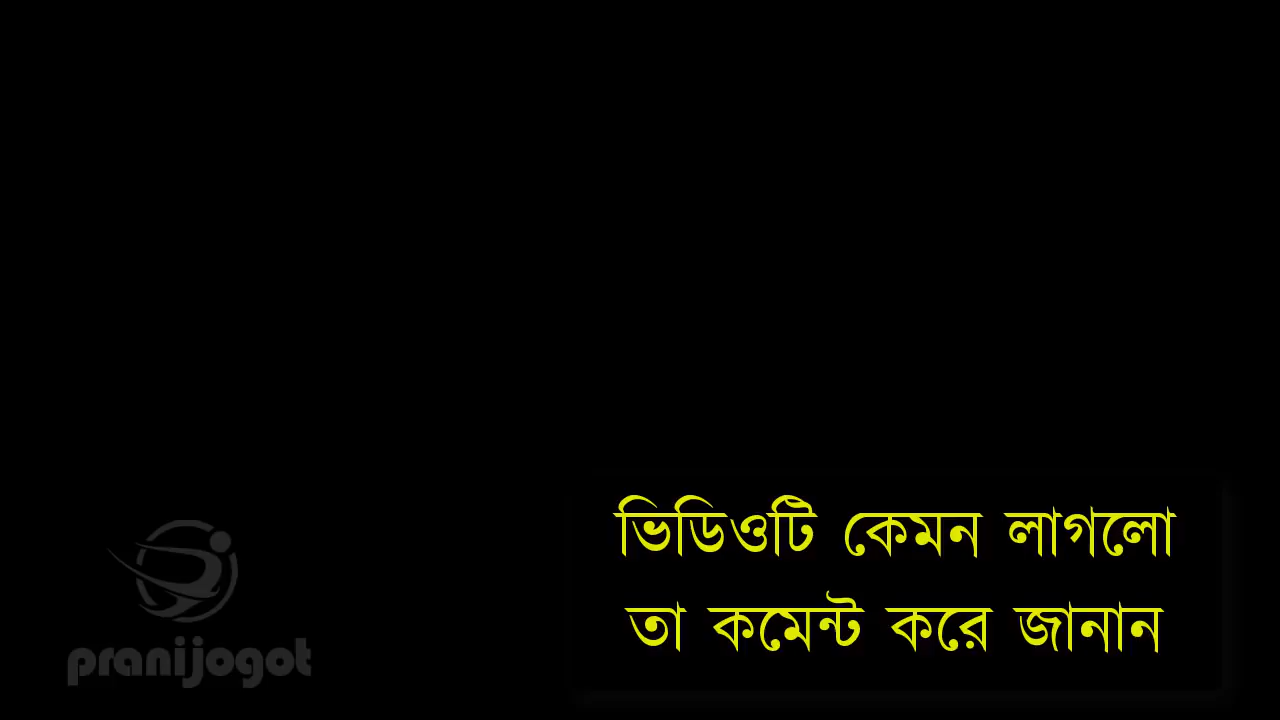 ভিডিওটি কেমন লাগলো
তা কমেন্ট করে জানান
pranijogot